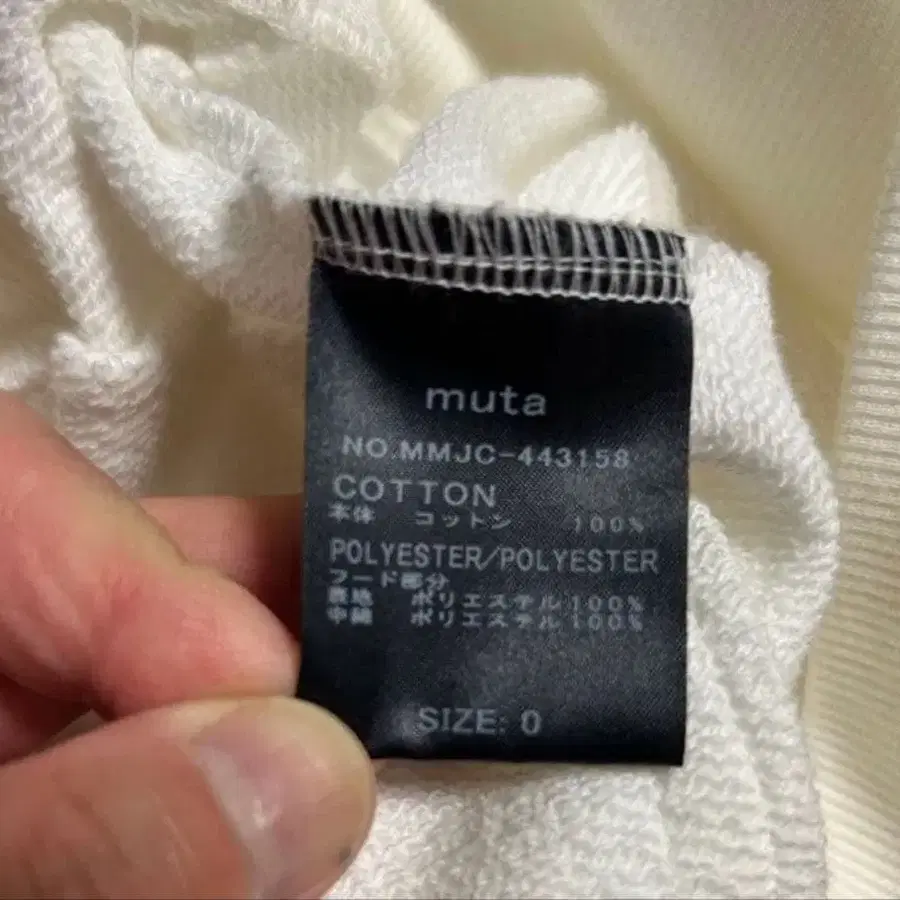 muta
NO.MMJC-443158
COTTON
本体 コットン 100%
POLYESTER/POLYESTER
フード部分
表地 ポリエステル100%
中綿 ポリエステル100%
SIZE: 0